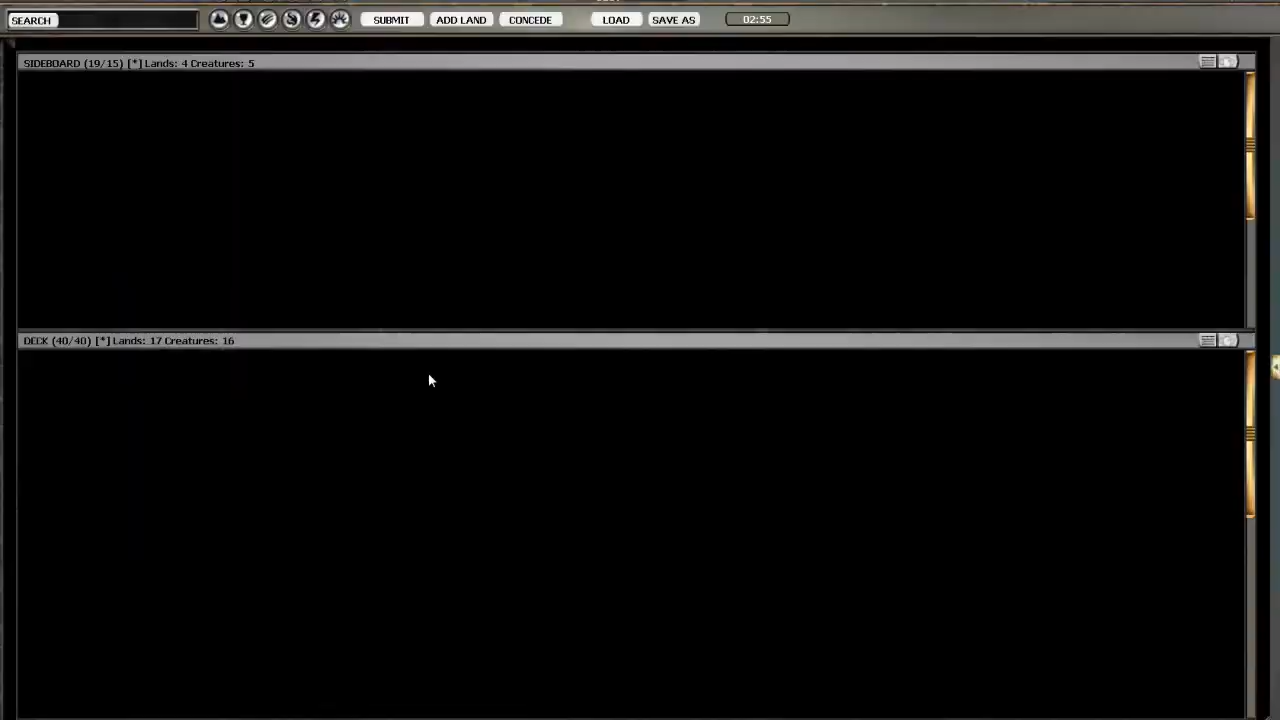 SEARCH SUBMIT ADD LAND CONCEDE LOAD SAVE AS 02:55
SIDEBOARD (19/15) [*] Lands: 4 Creatures: 5
DECK (40/40) [*] Lands: 17 Creatures: 16